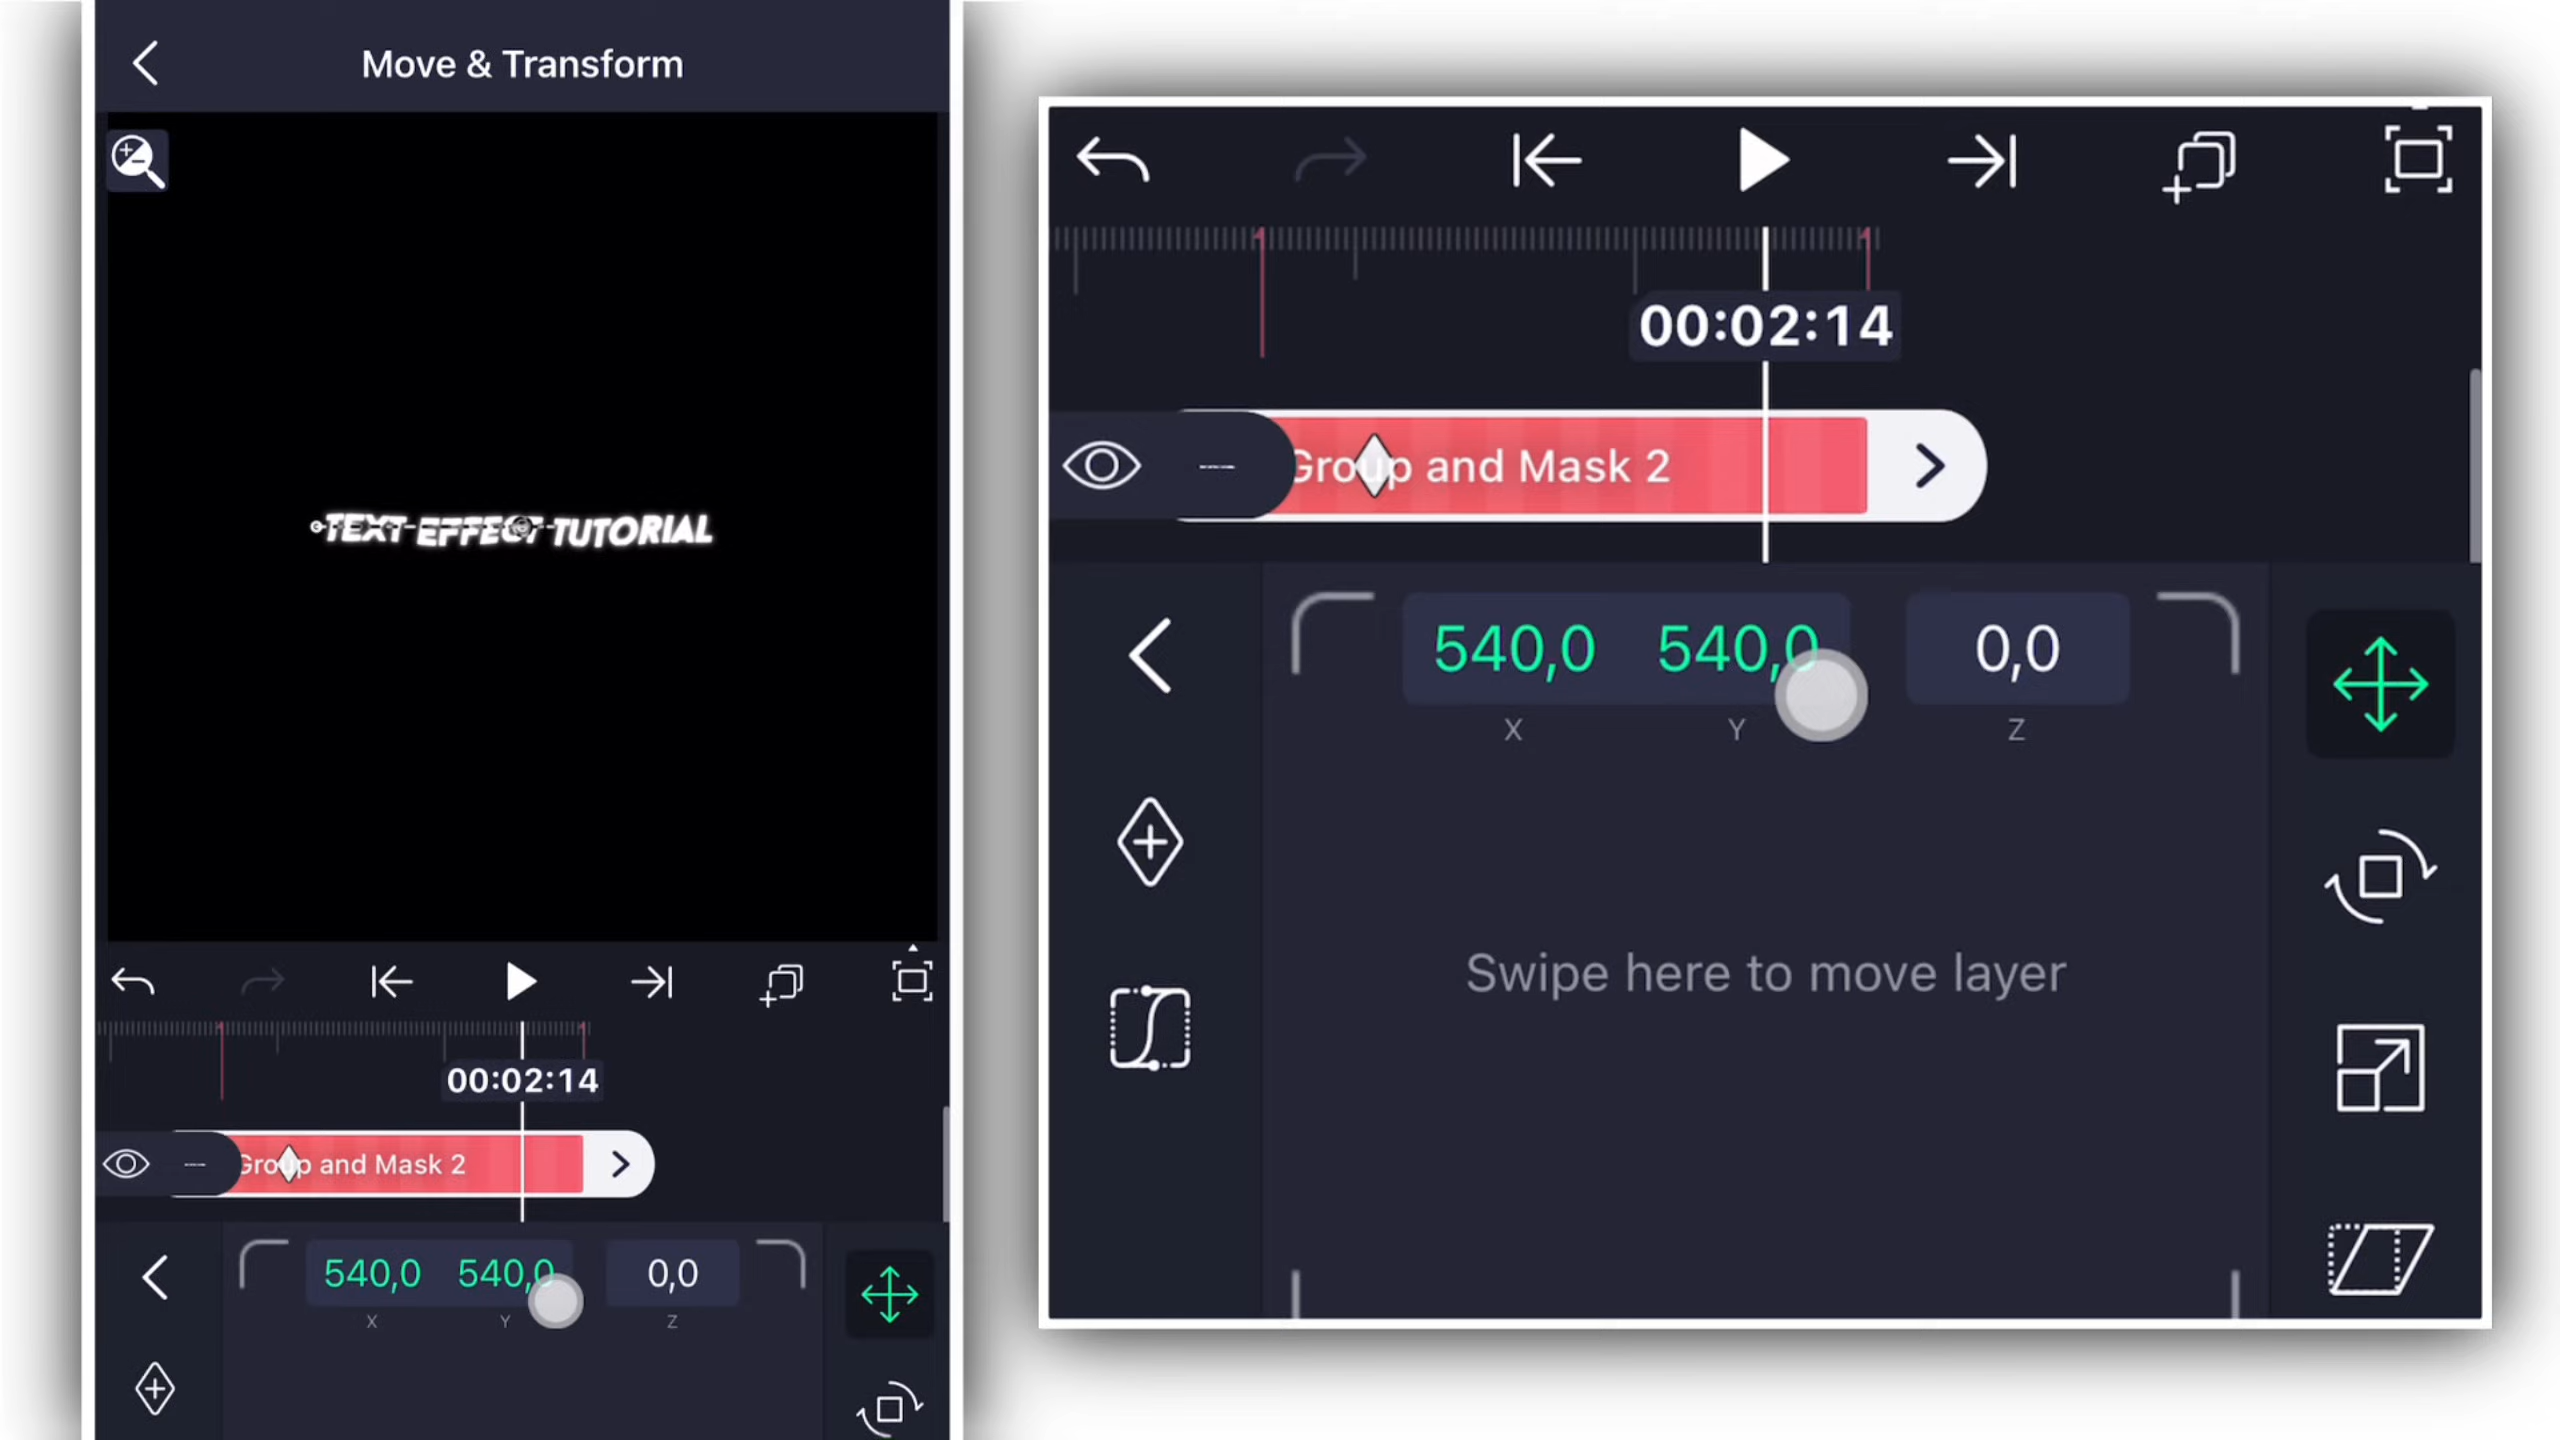 Move & Transform
TEXT EFFECT TUTORIAL
00:02:14
Group and Mask 2
540,0 540,0 0,0
X Y Z
00:02:14
Group and Mask 2
540,0 540,0 0,0
X Y Z
Swipe here to move layer